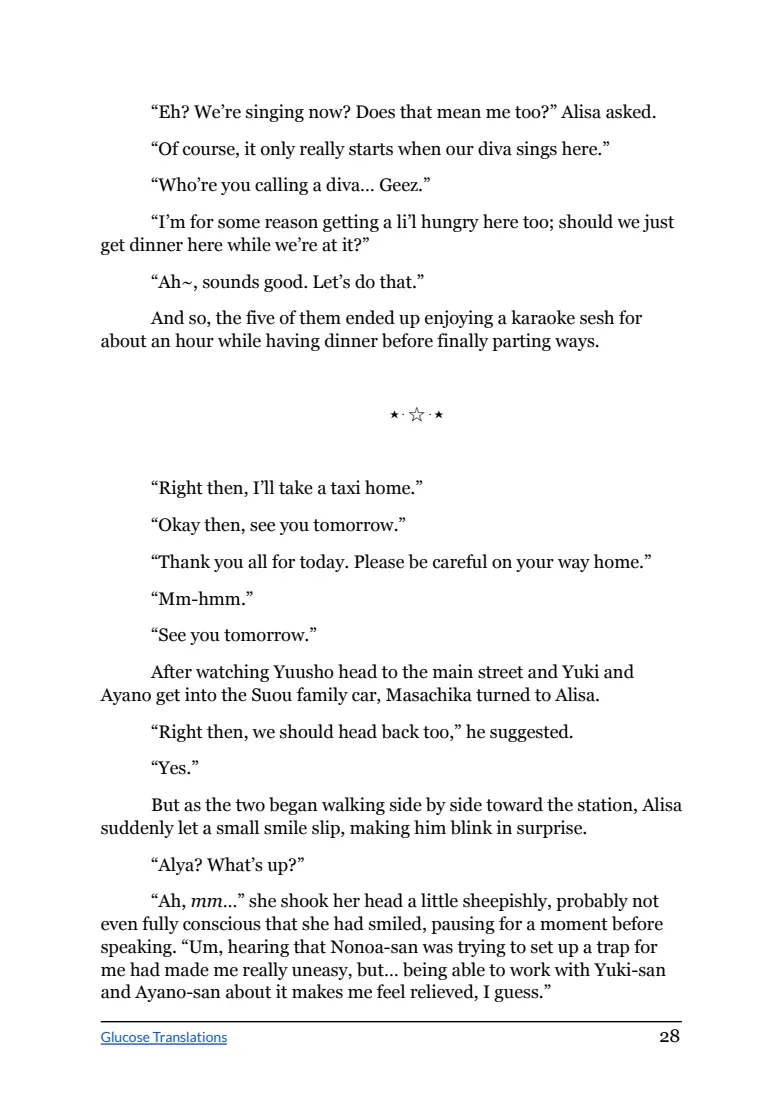 “Eh? We’re singing now? Does that mean me too?” Alisa asked.
“Of course, it only really starts when our diva sings here.”
“Who’re you calling a diva… Geez.”
“I’m for some reason getting a li’l hungry here too; should we just
get dinner here while we’re at it?”
“Ah~, sounds good. Let’s do that.”
And so, the five of them ended up enjoying a karaoke sesh for
about an hour while having dinner before finally parting ways.
★·☆·★
“Right then, I’ll take a taxi home.”
“Okay then, see you tomorrow.”
“Thank you all for today. Please be careful on your way home.”
“Mm-hmm.”
“See you tomorrow.”
After watching Yuusho head to the main street and Yuki and
Ayano get into the Suou family car, Masachika turned to Alisa.
“Right then, we should head back too,” he suggested.
“Yes.”
But as the two began walking side by side toward the station, Alisa
suddenly let a small smile slip, making him blink in surprise.
“Alya? What’s up?”
“Ah, mm…” she shook her head a little sheepishly, probably not
even fully conscious that she had smiled, pausing for a moment before
speaking. “Um, hearing that Nonoa-san was trying to set up a trap for
me had made me really uneasy, but… being able to work with Yuki-san
and Ayano-san about it makes me feel relieved, I guess.”
Glucose Translations 28